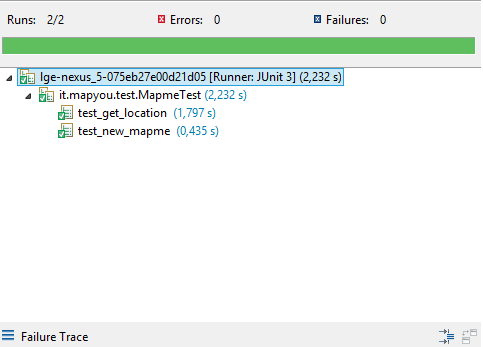 Runs: 2/2 Errors: 0 Failures: 0
lge-nexus_5-075eb27e00d21d05 [Runner: JUnit 3] (2,232 s)
it.mapyou.test.MapmeTest (2,232 s)
test_get_location (1,797 s)
test_new_mapme (0,435 s)
Failure Trace